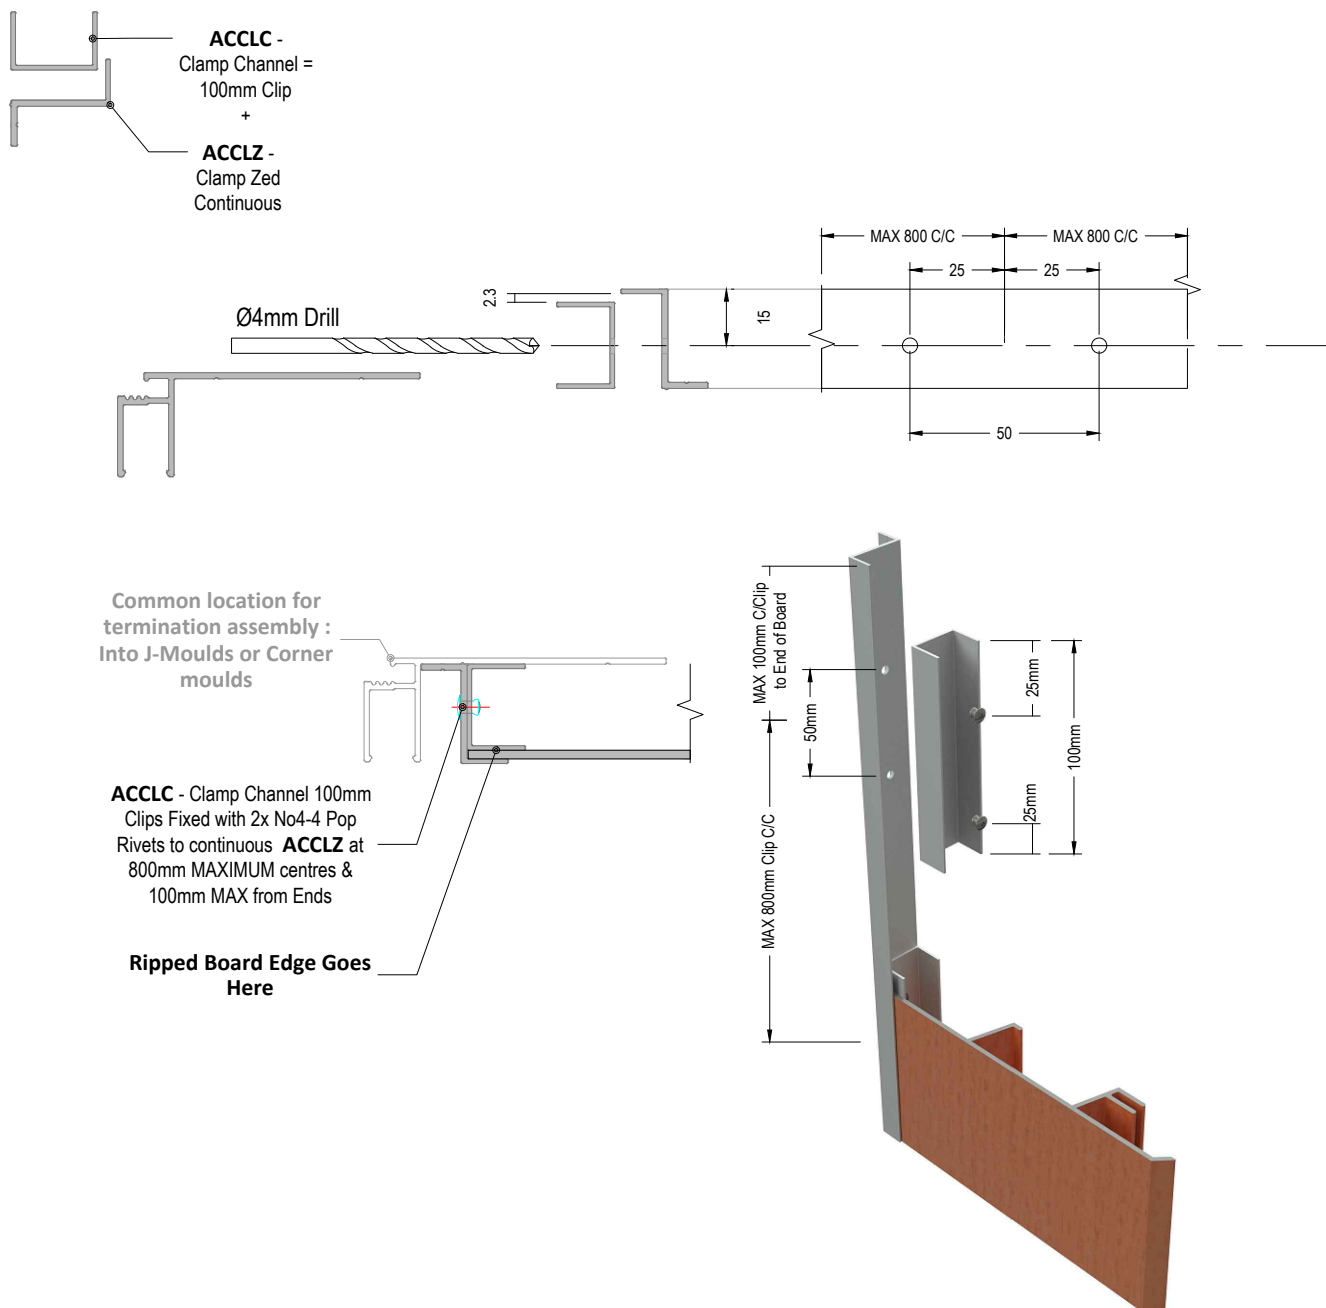 ACCLC -
Clamp Channel =
100mm Clip
+
ACCLZ -
Clamp Zed
Continuous
MAX 800 C/C
MAX 800 C/C
25
25
2.3
15
Ø4mm Drill
50
Common location for
termination assembly :
Into J-Moulds or Corner
moulds
ACCLC - Clamp Channel 100mm
Clips Fixed with 2x No4-4 Pop
Rivets to continuous ACCLZ at
800mm MAXIMUM centres &
100mm MAX from Ends
Ripped Board Edge Goes
Here
MAX 100mm C/Clip
to End of Board
50mm
MAX 800mm Clip C/C
25mm
100mm
25mm